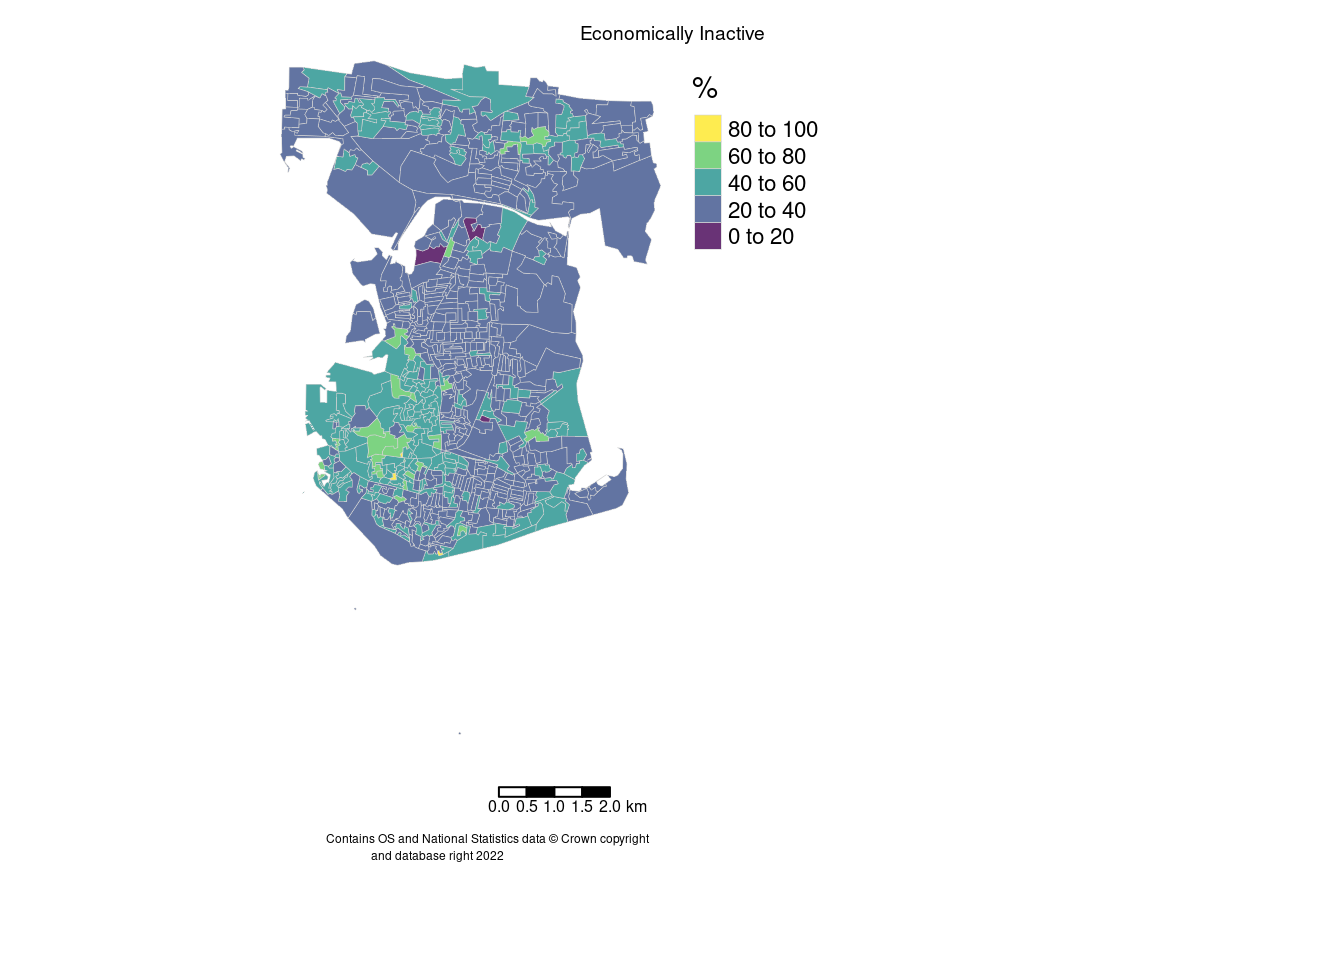 Economically Inactive
%
80 to 100
60 to 80
40 to 60
20 to 40
0 to 20
0.0 0.5 1.0 1.5 2.0 km
Contains OS and National Statistics data © Crown copyright
and database right 2022